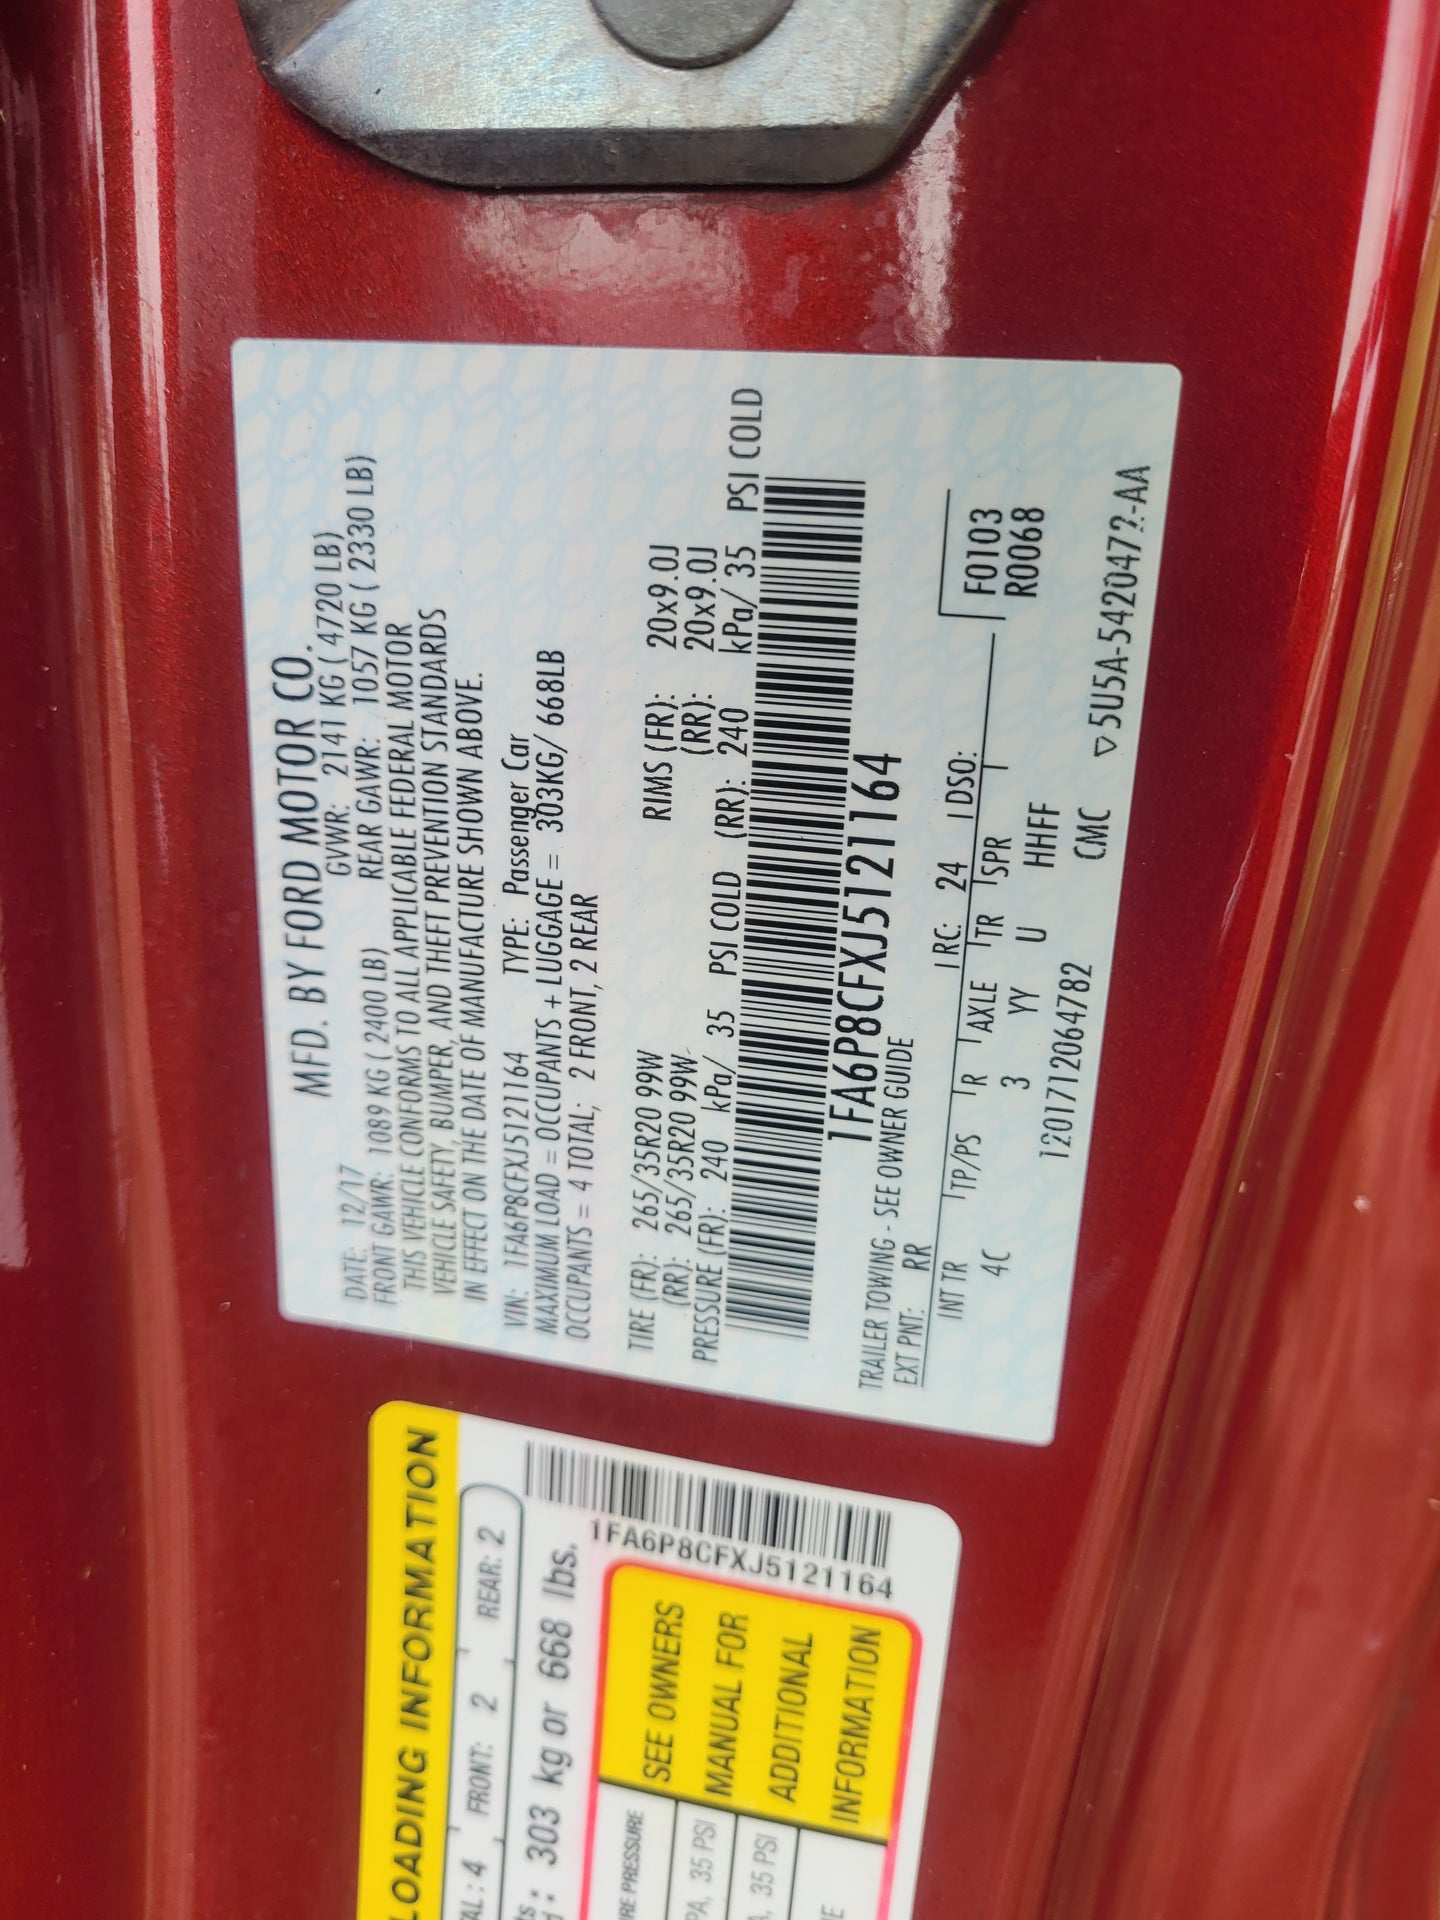 MFD. BY FORD MOTOR CO.
DATE: 12/17 GVWR: 2141 KG ( 4720 LB)
FRONT GAWR: 1089 KG ( 2400 LB) REAR GAWR: 1057 KG ( 2330 LB)
THIS VEHICLE CONFORMS TO ALL APPLICABLE FEDERAL MOTOR
VEHICLE SAFETY, BUMPER, AND THEFT PREVENTION STANDARDS
IN EFFECT ON THE DATE OF MANUFACTURE SHOWN ABOVE.
VIN: 1FA6P8CFXJ5121164 TYPE: Passenger Car
MAXIMUM LOAD = OCCUPANTS + LUGGAGE = 303KG/ 668LB
OCCUPANTS = 4 TOTAL; 2 FRONT, 2 REAR
TIRE (FR): 265/35R20 99W RIMS (FR): 20x9.0J
(RR): 265/35R20 99W (RR): 20x9.0J
PRESSURE (FR): 240 kPa/ 35 PSI COLD (RR): 240 kPa/ 35 PSI COLD
1FA6P8CFXJ5121164
TRAILER TOWING - SEE OWNER GUIDE
EXT PNT: RR RC: 24 DSO:
F0103
R0068
INT TR TP/PS R AXLE TR SPR
4C 3 YY U HHFF
120171206 4782 CMC ▽5U5A-5420472-AA
LOADING INFORMATION
AL : 4 FRONT: 2 REAR: 2
303 kg or 668 lbs.
1FA6P8CFXJ5121164
PRESSURE
35 PSI
35 PSI
SEE OWNERS
MANUAL FOR
ADDITIONAL
INFORMATION